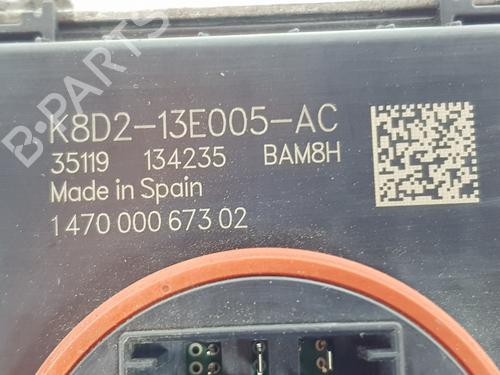 K8D2-13E005-AC
35119 134235 BAM8H
Made in Spain
1 470 000 673 02
B-PARTS